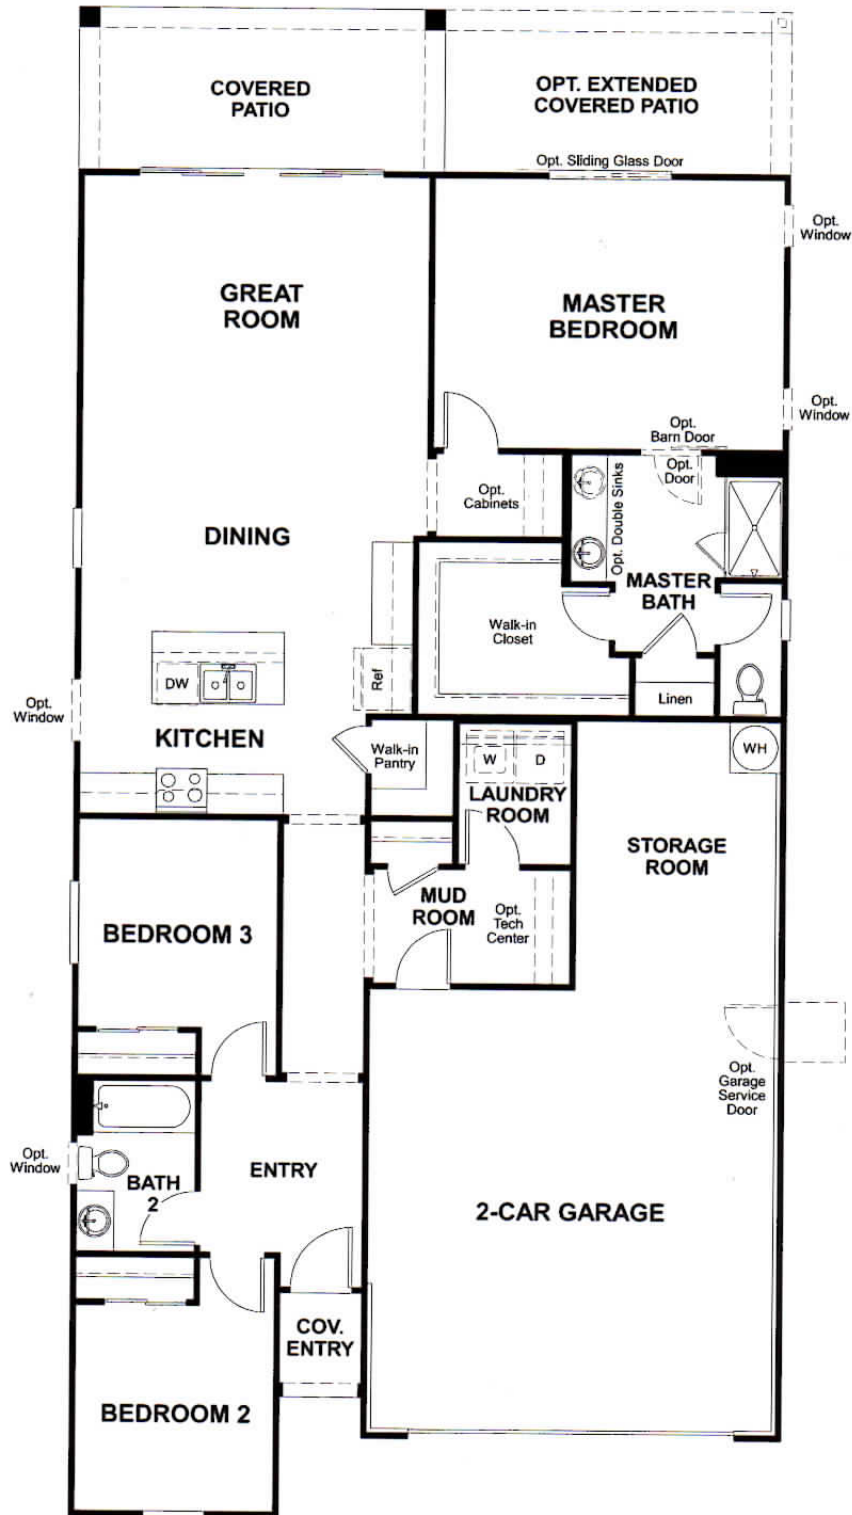 COVERED
PATIO
OPT. EXTENDED
COVERED PATIO
Opt. Sliding Glass Door
Opt.
Window
GREAT
ROOM
MASTER
BEDROOM
Opt.
Window
Opt.
Barn Door
Opt.
Door
Opt.
Cabinets
Opt. Double Sinks
DINING
MASTER
BATH
Walk-in
Closet
Ref
DW
Linen
Opt.
Window
KITCHEN
Walk-in
Pantry
W
D
WH
LAUNDRY
ROOM
STORAGE
ROOM
MUD
ROOM
Opt.
Tech
Center
BEDROOM 3
Opt.
Garage
Service
Door
Opt.
Window
BATH
2
ENTRY
2-CAR GARAGE
COV.
ENTRY
BEDROOM 2